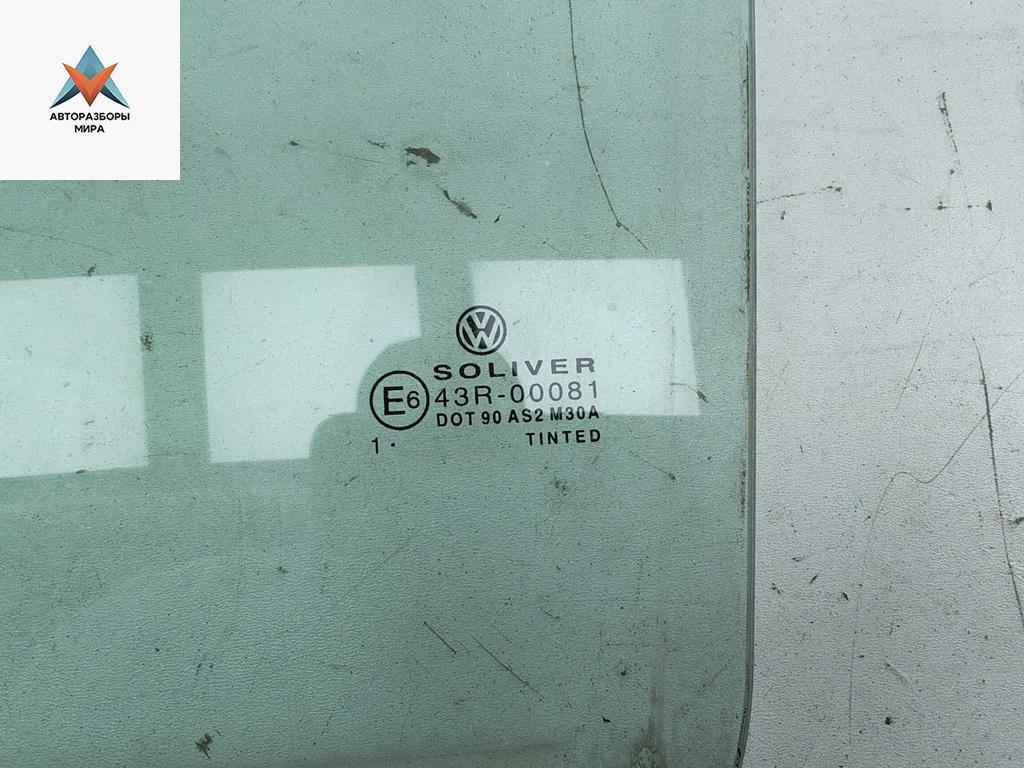 АВТОРАЗБОРЫ
МИРА
SOLIVER
E6 43R-00081
DOT 90 AS2 M30A
1 • TINTED